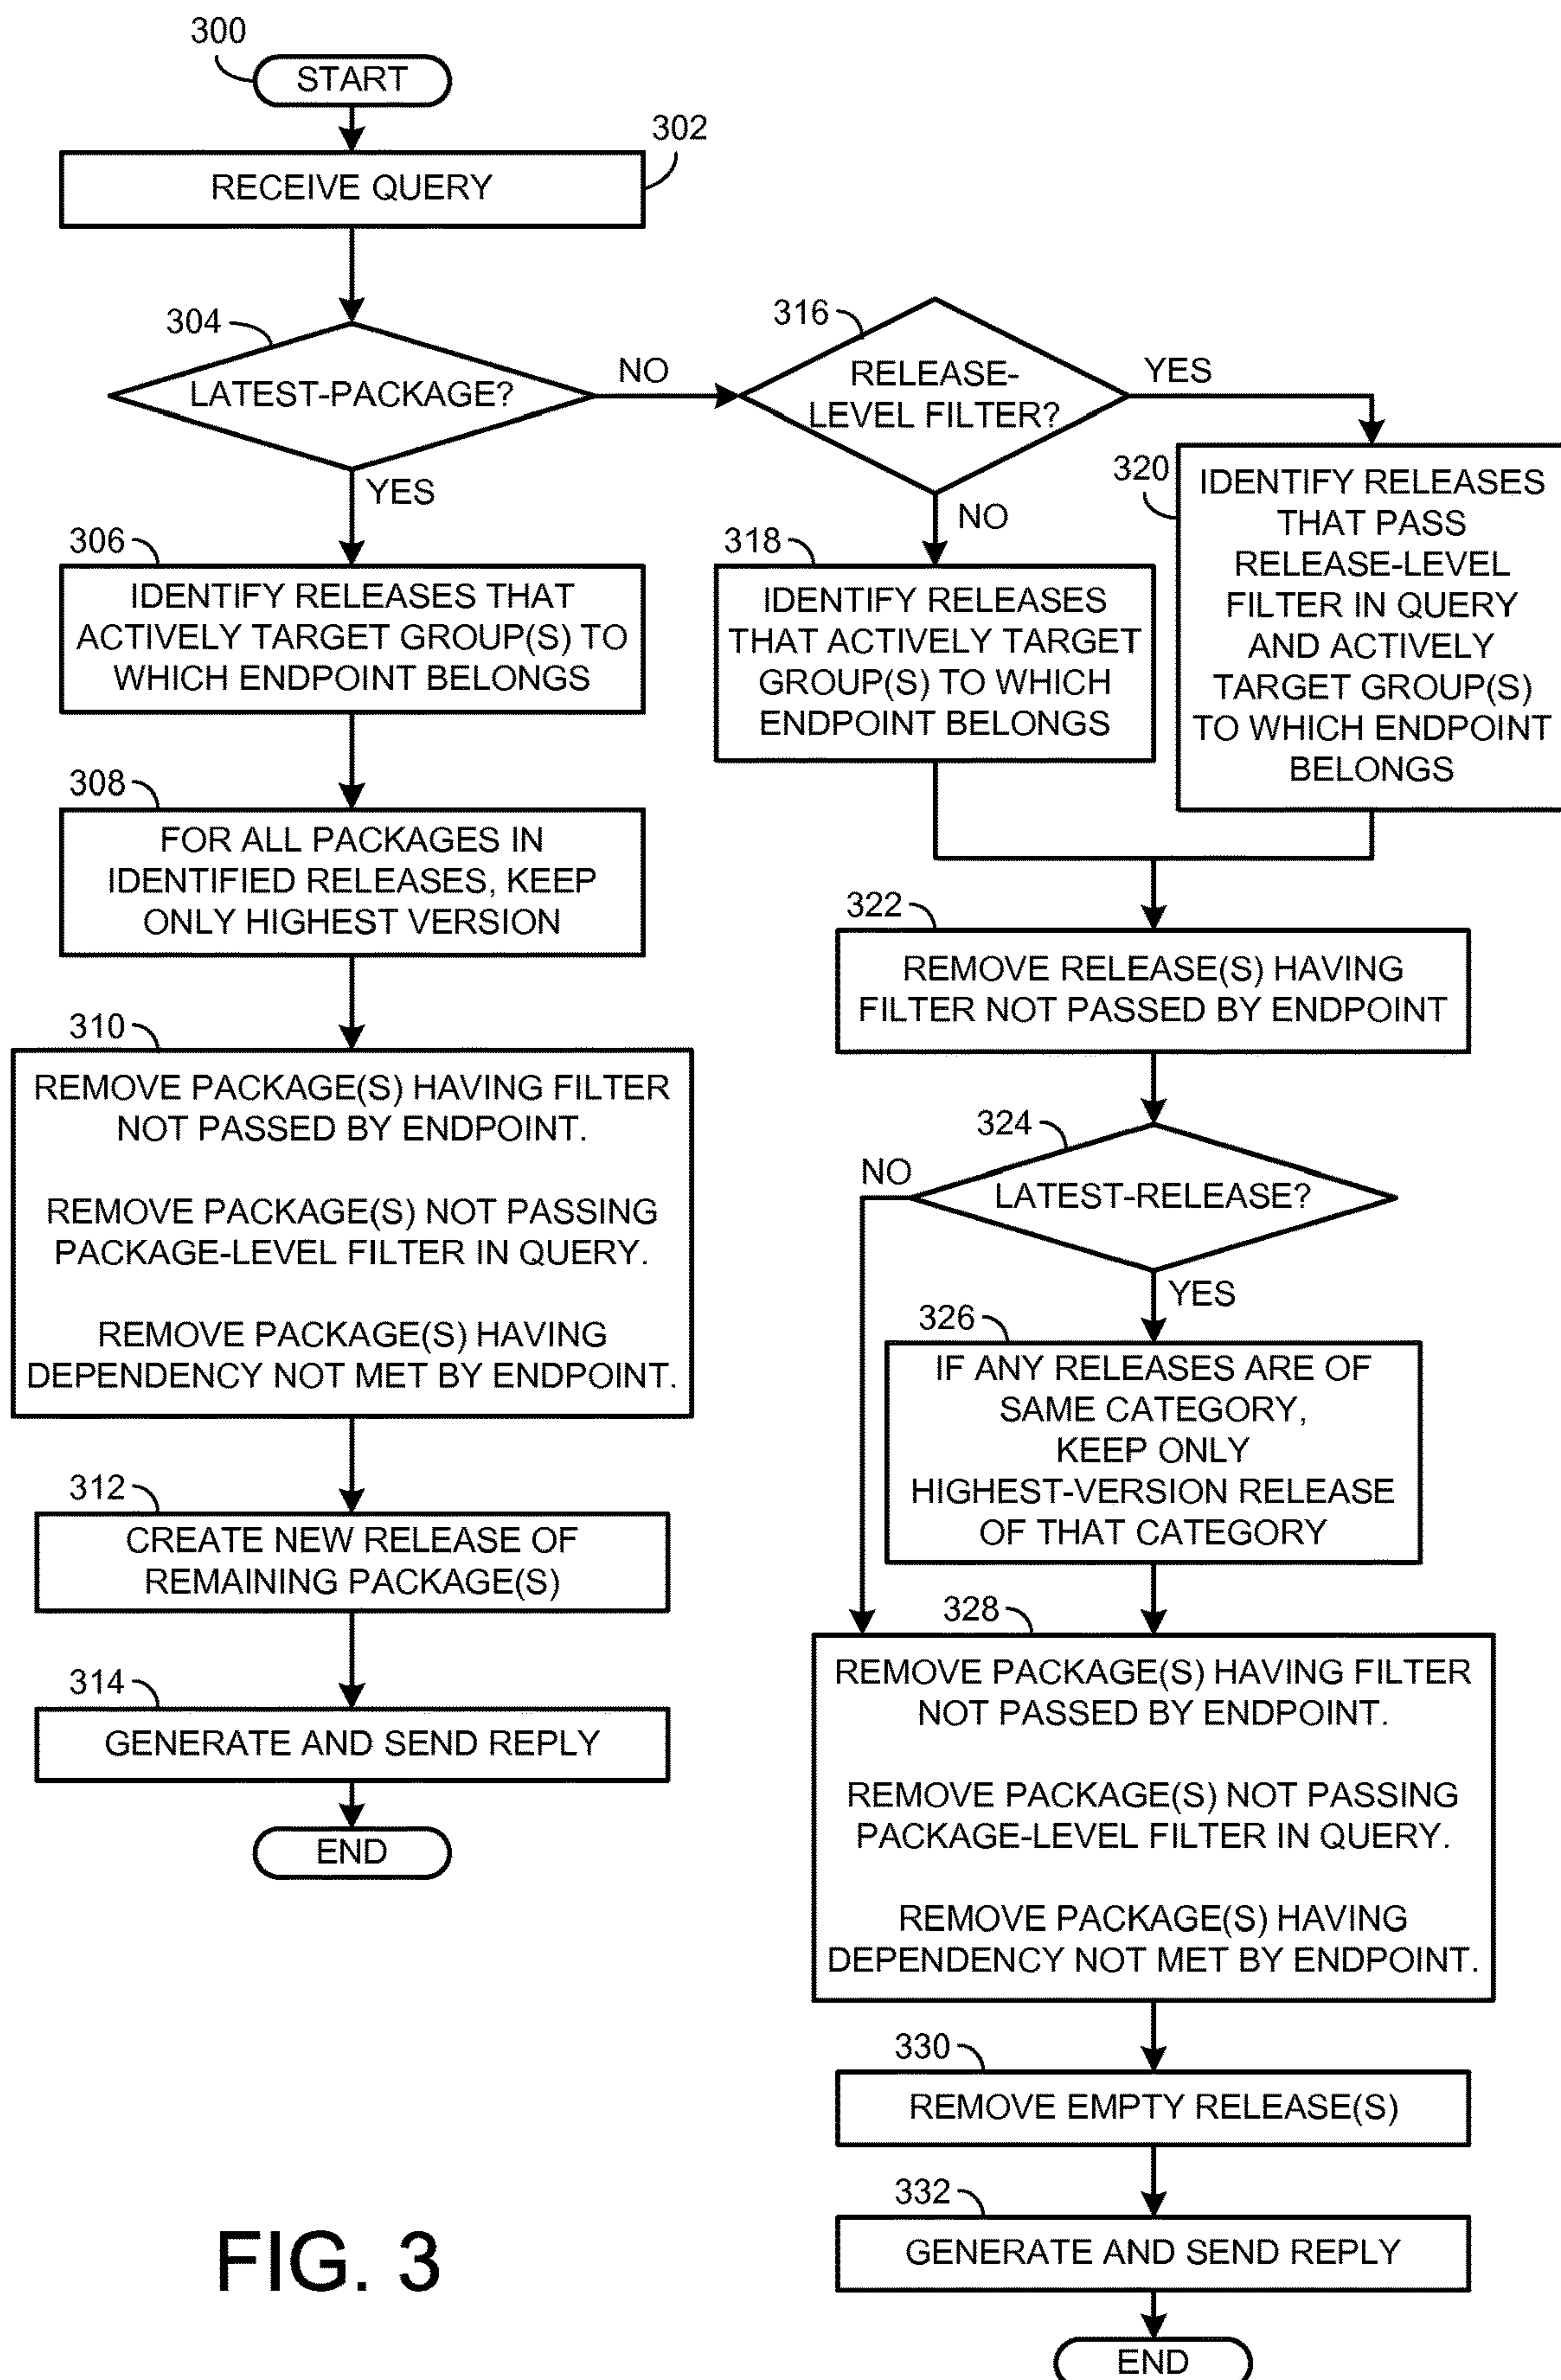 300
START
302
RECEIVE QUERY
304
LATEST-PACKAGE?
NO
YES
306
IDENTIFY RELEASES THAT
ACTIVELY TARGET GROUP(S) TO
WHICH ENDPOINT BELONGS
308
FOR ALL PACKAGES IN
IDENTIFIED RELEASES, KEEP
ONLY HIGHEST VERSION
310
REMOVE PACKAGE(S) HAVING FILTER
NOT PASSED BY ENDPOINT.
REMOVE PACKAGE(S) NOT PASSING
PACKAGE-LEVEL FILTER IN QUERY.
REMOVE PACKAGE(S) HAVING
DEPENDENCY NOT MET BY ENDPOINT.
312
CREATE NEW RELEASE OF
REMAINING PACKAGE(S)
314
GENERATE AND SEND REPLY
END
316
RELEASE-
LEVEL FILTER?
YES
NO
318
IDENTIFY RELEASES
THAT ACTIVELY TARGET
GROUP(S) TO WHICH
ENDPOINT BELONGS
320
IDENTIFY RELEASES
THAT PASS
RELEASE-LEVEL
FILTER IN QUERY
AND ACTIVELY
TARGET GROUP(S)
TO WHICH ENDPOINT
BELONGS
322
REMOVE RELEASE(S) HAVING
FILTER NOT PASSED BY ENDPOINT
324
LATEST-RELEASE?
NO
YES
326
IF ANY RELEASES ARE OF
SAME CATEGORY,
KEEP ONLY
HIGHEST-VERSION RELEASE
OF THAT CATEGORY
328
REMOVE PACKAGE(S) HAVING FILTER
NOT PASSED BY ENDPOINT.
REMOVE PACKAGE(S) NOT PASSING
PACKAGE-LEVEL FILTER IN QUERY.
REMOVE PACKAGE(S) HAVING
DEPENDENCY NOT MET BY ENDPOINT.
330
REMOVE EMPTY RELEASE(S)
332
GENERATE AND SEND REPLY
END
FIG. 3